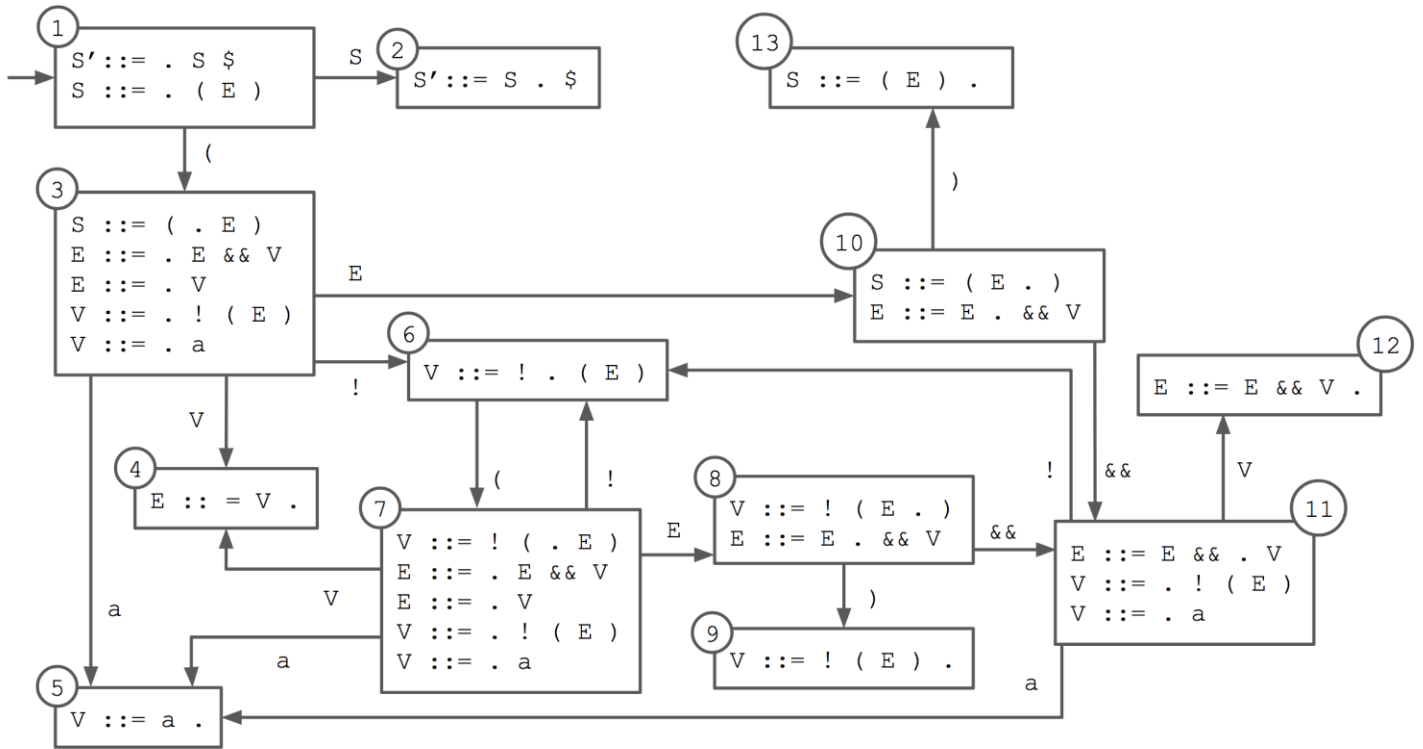 1
S'::= . S $
S ::= . ( E )
S
2
S'::= S . $
13
S ::= ( E ) .
(
)
3
S ::= ( . E )
E ::= . E && V
E ::= . V
V ::= . ! ( E )
V ::= . a
E
10
S ::= ( E . )
E ::= E . && V
!
6
V ::= ! . ( E )
12
E ::= E && V .
V
4
E :: = V .
(
!
7
V ::= ! ( . E )
E ::= . E && V
E ::= . V
V ::= . ! ( E )
V ::= . a
E
8
V ::= ! ( E . )
E ::= E . && V
&&
!
&&
V
11
E ::= E && . V
V ::= . ! ( E )
V ::= . a
V
a
a
)
9
V ::= ! ( E ) .
a
5
V ::= a .